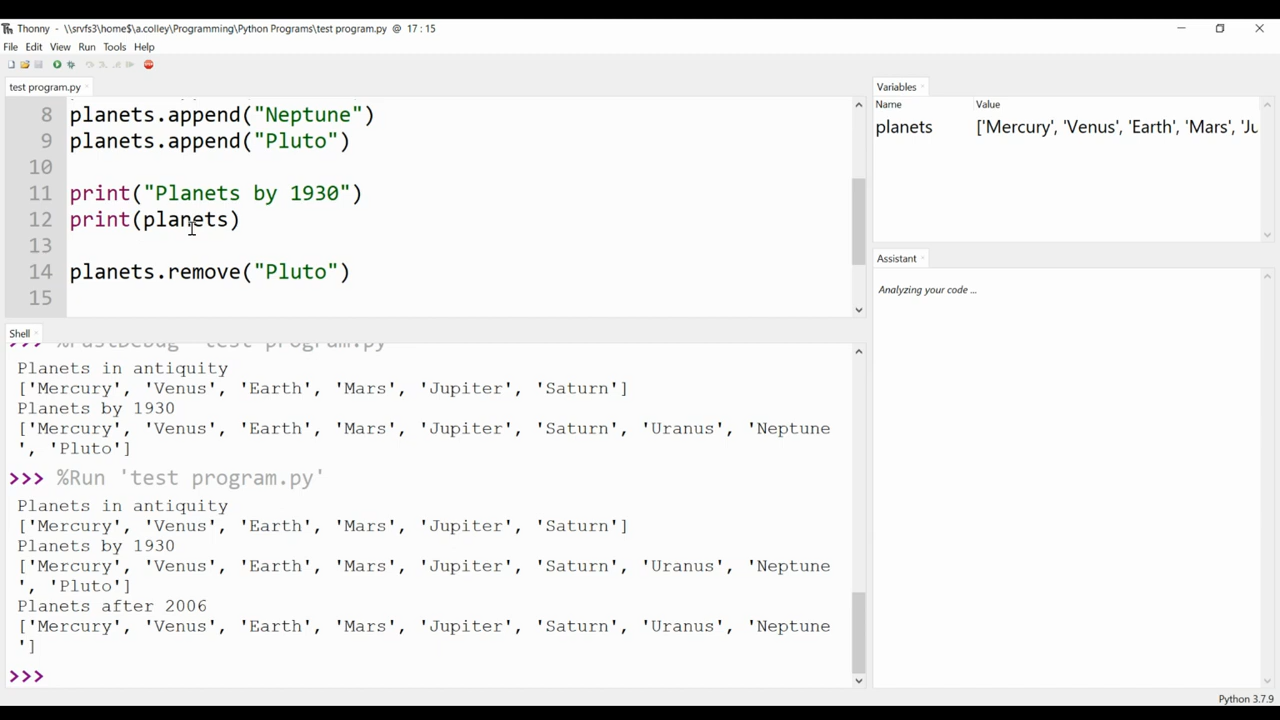 Thonny - \\srvfs3\home$\a.colley\Programming\Python Programs\test program.py @ 17 : 15
File Edit View Run Tools Help
test program.py
8 planets.append("Neptune")
9 planets.append("Pluto")
10
11 print("Planets by 1930")
12 print(planets)
13
14 planets.remove("Pluto")
15
Variables
Name Value
planets ['Mercury', 'Venus', 'Earth', 'Mars', 'Ju
Assistant
Analyzing your code ...
Shell
>>> %FastDebug 'test program.py'
Planets in antiquity
['Mercury', 'Venus', 'Earth', 'Mars', 'Jupiter', 'Saturn']
Planets by 1930
['Mercury', 'Venus', 'Earth', 'Mars', 'Jupiter', 'Saturn', 'Uranus', 'Neptune
', 'Pluto']
>>> %Run 'test program.py'
Planets in antiquity
['Mercury', 'Venus', 'Earth', 'Mars', 'Jupiter', 'Saturn']
Planets by 1930
['Mercury', 'Venus', 'Earth', 'Mars', 'Jupiter', 'Saturn', 'Uranus', 'Neptune
', 'Pluto']
Planets after 2006
['Mercury', 'Venus', 'Earth', 'Mars', 'Jupiter', 'Saturn', 'Uranus', 'Neptune
']
>>>
Python 3.7.9